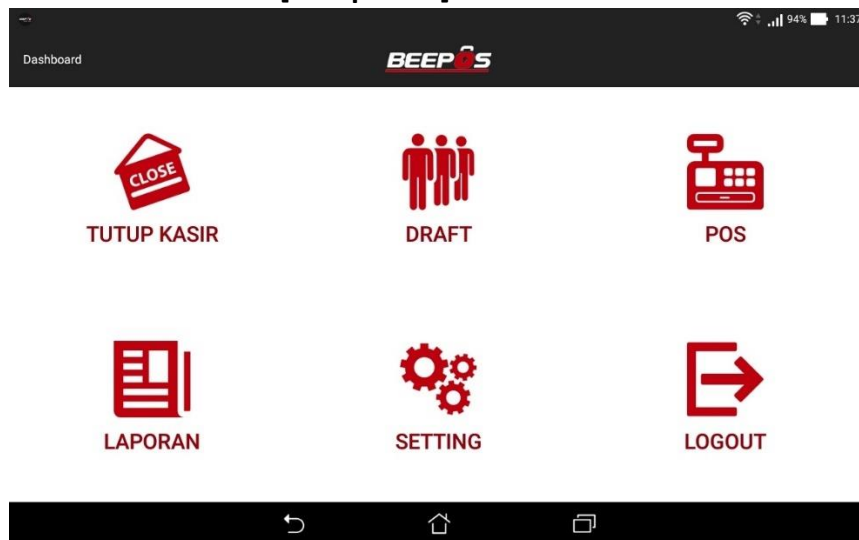 94% 11:37
Dashboard
BEEPOS
CLOSE
TUTUP KASIR
DRAFT
POS
LAPORAN
SETTING
LOGOUT